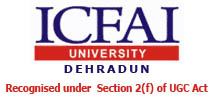 ICFAI
UNIVERSITY
DEHRADUN
Recognised under Section 2(f) of UGC Act